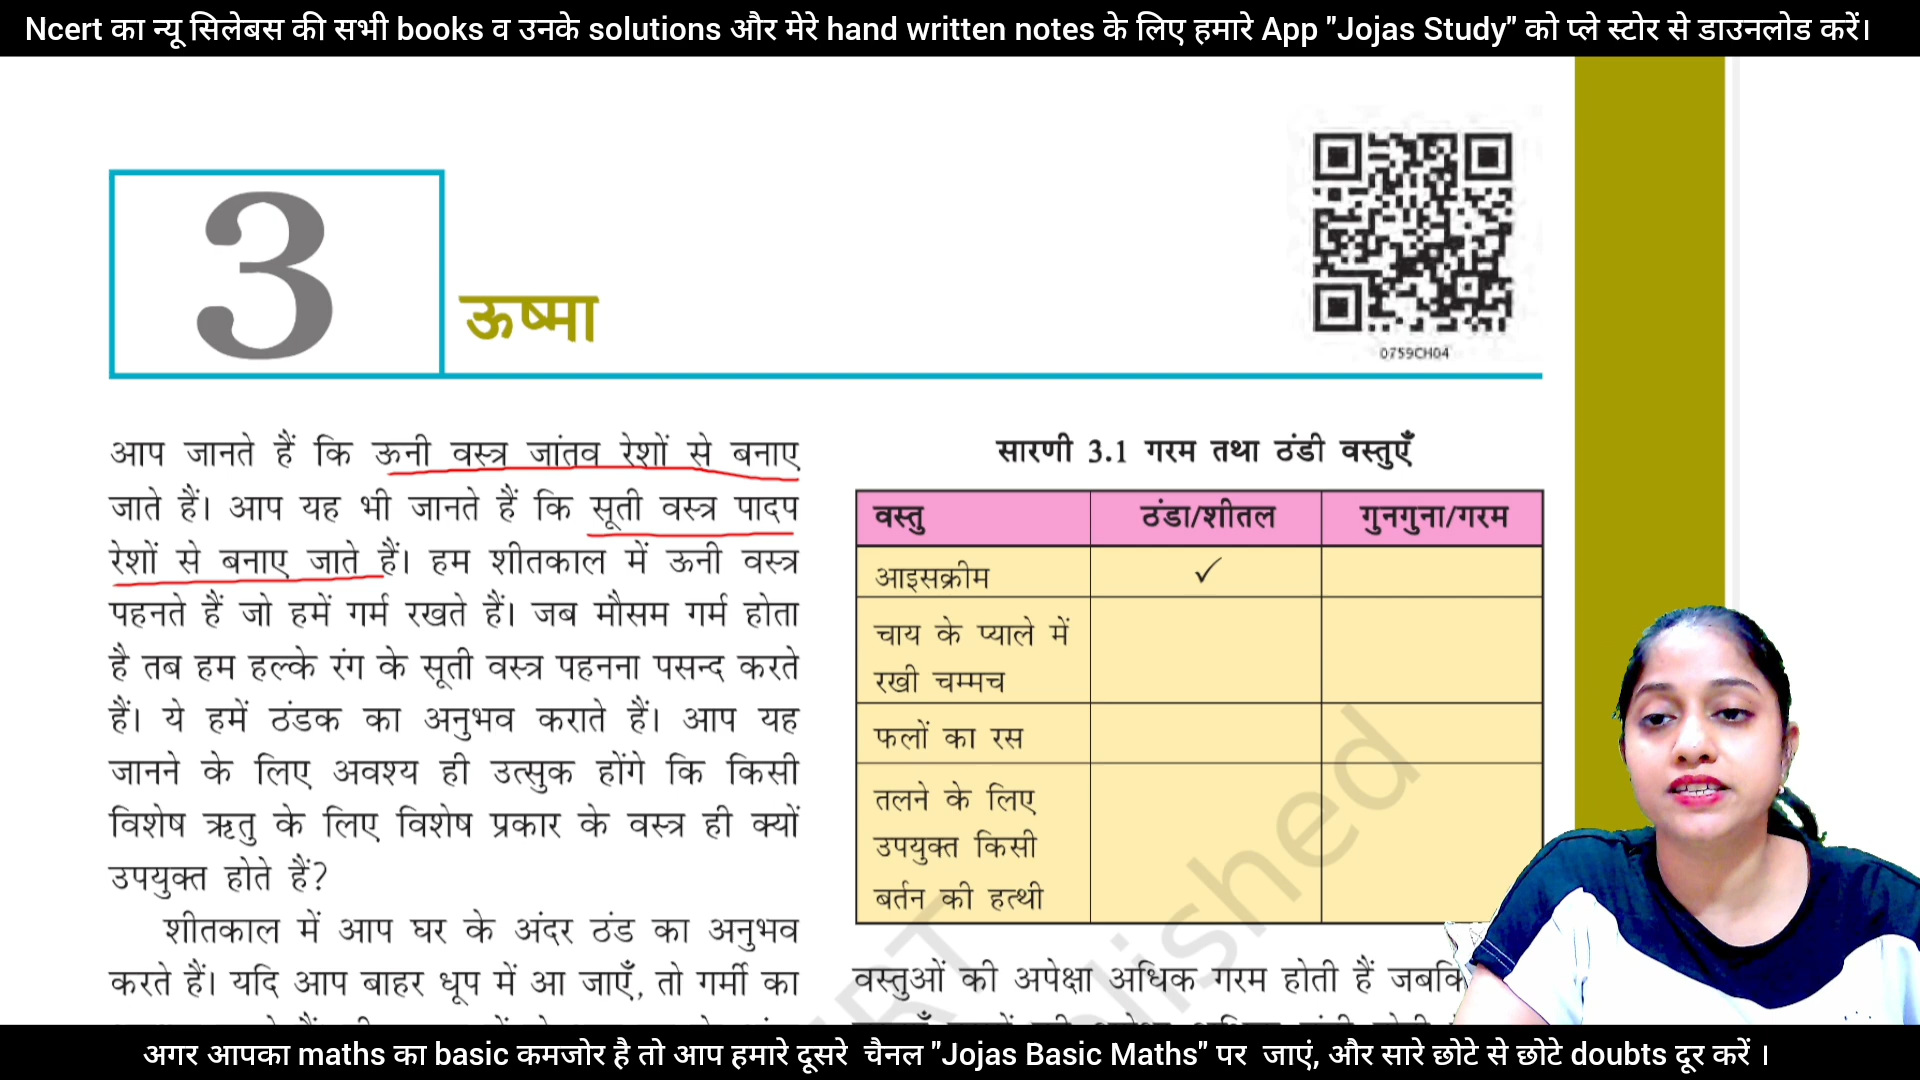 Ncert का न्यू सिलेबस की सभी books व उनके solutions और मेरे hand written notes के लिए हमारे App "Jojas Study" को प्ले स्टोर से डाउनलोड करें।
3
ऊष्मा
0759CH04
आप जानते हैं कि ऊनी वस्त्र जांतव रेशों से बनाए
जाते हैं। आप यह भी जानते हैं कि सूती वस्त्र पादप
रेशों से बनाए जाते हैं। हम शीतकाल में ऊनी वस्त्र
पहनते हैं जो हमें गर्म रखते हैं। जब मौसम गर्म होता
है तब हम हल्के रंग के सूती वस्त्र पहनना पसन्द करते
हैं। ये हमें ठंडक का अनुभव कराते हैं। आप यह
जानने के लिए अवश्य ही उत्सुक होंगे कि किसी
विशेष ऋतु के लिए विशेष प्रकार के वस्त्र ही क्यों
उपयुक्त होते हैं?
शीतकाल में आप घर के अंदर ठंड का अनुभव
करते हैं। यदि आप बाहर धूप में आ जाएँ, तो गर्मी का
सारणी 3.1 गरम तथा ठंडी वस्तुएँ
वस्तु ठंडा/शीतल गुनगुना/गरम
आइसक्रीम ✓
चाय के प्याले में
रखी चम्मच
फलों का रस
तलने के लिए
उपयुक्त किसी
बर्तन की हत्थी
वस्तुओं की अपेक्षा अधिक गरम होती हैं जबकि
अगर आपका maths का basic कमजोर है तो आप हमारे दूसरे चैनल "Jojas Basic Maths" पर जाएं, और सारे छोटे से छोटे doubts दूर करें ।